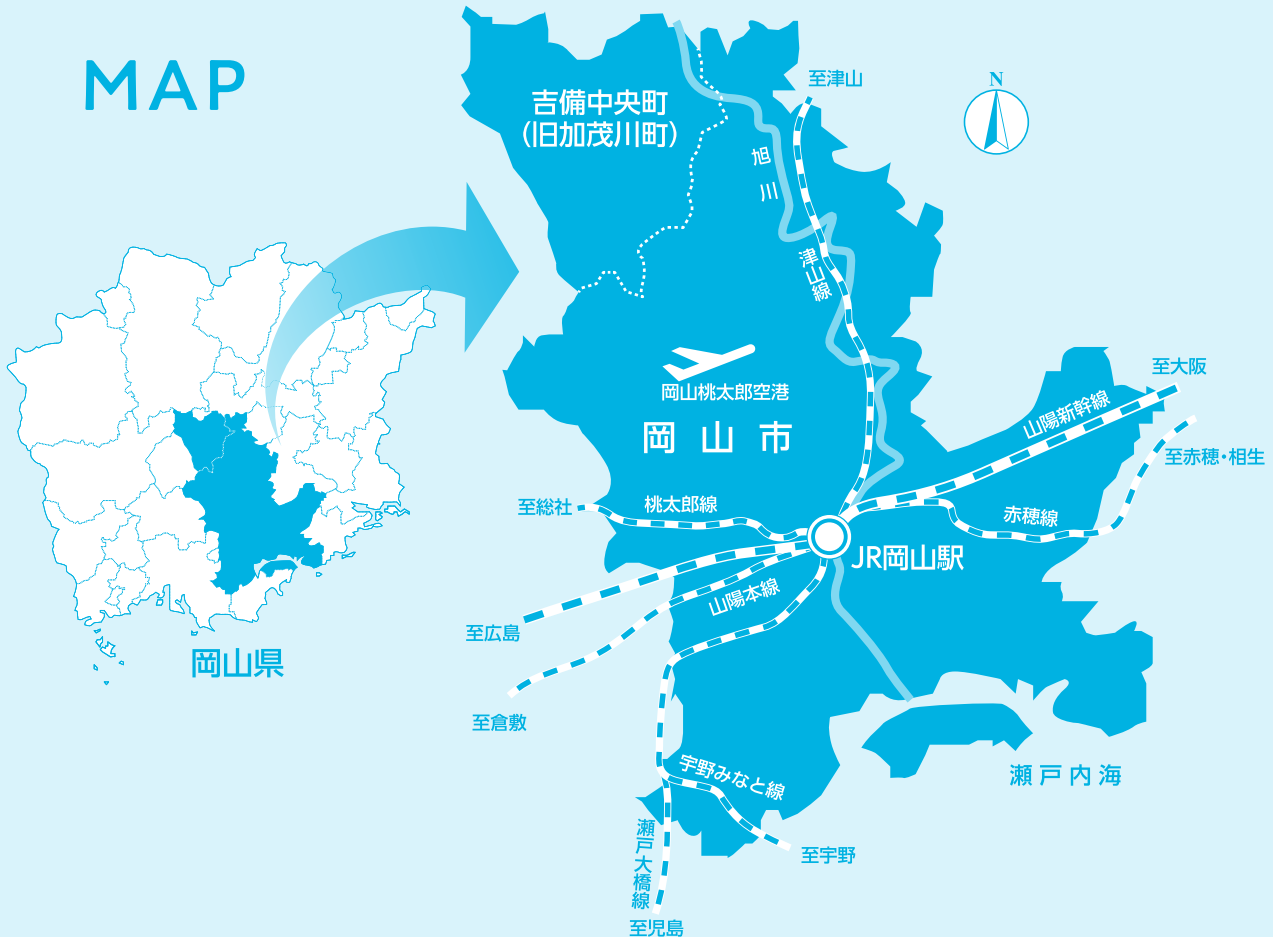 MAP
吉備中央町
（旧加茂川町）
至津山
N
旭川
津山線
岡山桃太郎空港
岡山市
至大阪
山陽新幹線
至赤穂・相生
赤穂線
至総社
桃太郎線
JR岡山駅
山陽本線
至広島
至倉敷
岡山県
宇野みなと線
瀬戸内海
瀬戸大橋線
至宇野
至児島